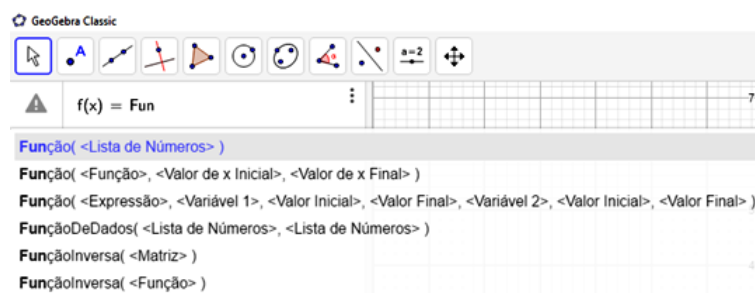 GeoGebra Classic
A
a=2
f(x) = Fun
7
Função( <Lista de Números> )
Função( <Função>, <Valor de x Inicial>, <Valor de x Final> )
Função( <Expressão>, <Variável 1>, <Valor Inicial>, <Valor Final>, <Variável 2>, <Valor Inicial>, <Valor Final> )
FunçãoDeDados( <Lista de Números>, <Lista de Números> )
FunçãoInversa( <Matriz> )
4
FunçãoInversa( <Função> )